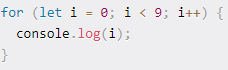 for (let i = 0; i < 9; i++) {
  console.log(i);
}